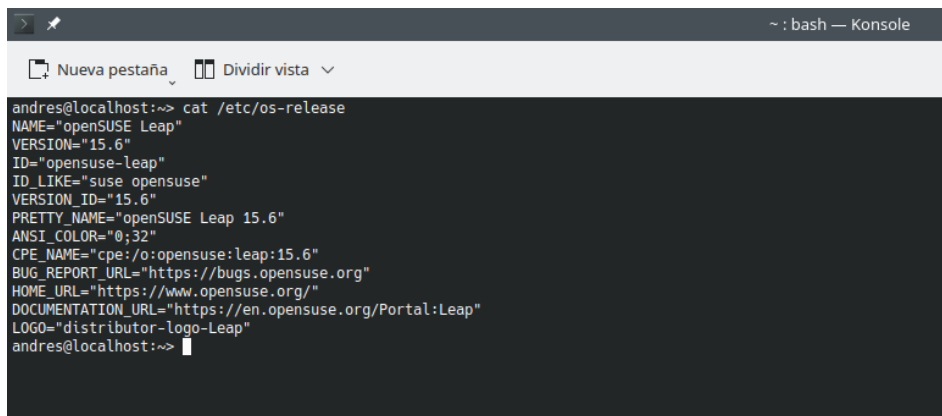 ~ : bash — Konsole
Nueva pestaña Dividir vista
andres@localhost:~> cat /etc/os-release
NAME="openSUSE Leap"
VERSION="15.6"
ID="opensuse-leap"
ID_LIKE="suse opensuse"
VERSION_ID="15.6"
PRETTY_NAME="openSUSE Leap 15.6"
ANSI_COLOR="0;32"
CPE_NAME="cpe:/o:opensuse:leap:15.6"
BUG_REPORT_URL="https://bugs.opensuse.org"
HOME_URL="https://www.opensuse.org/"
DOCUMENTATION_URL="https://en.opensuse.org/Portal:Leap"
LOGO="distributor-logo-Leap"
andres@localhost:~>